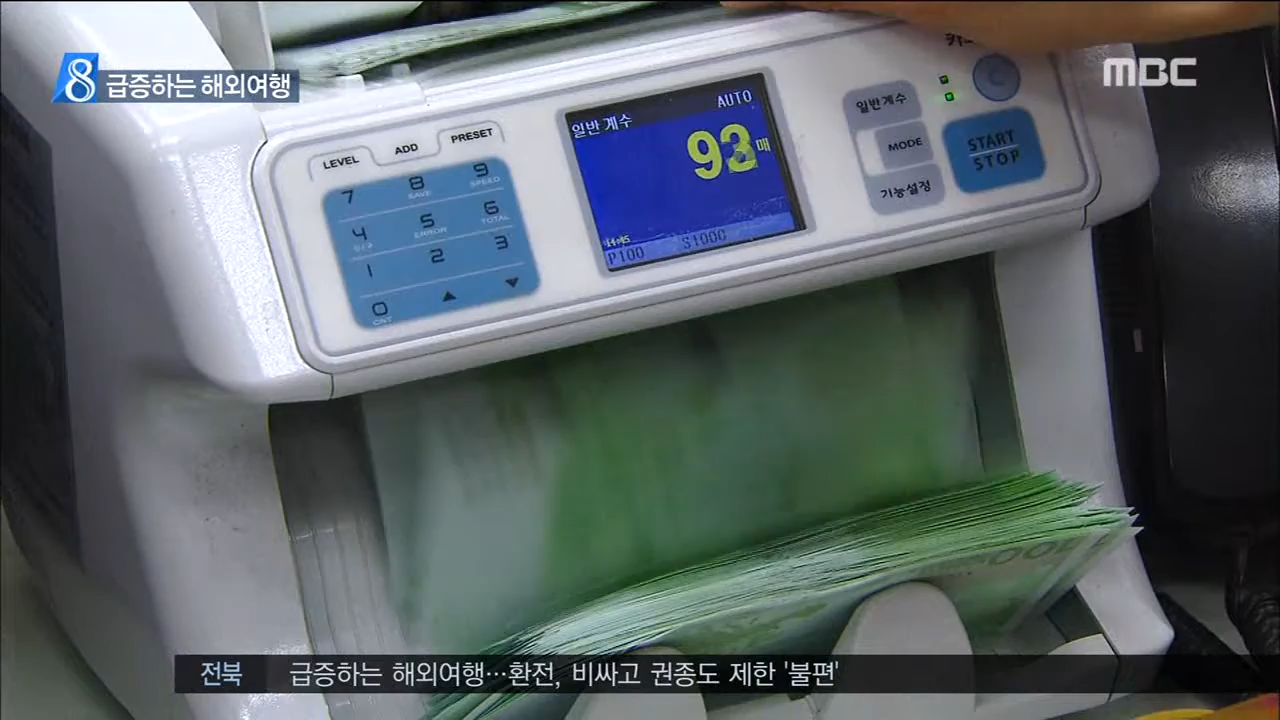 8 급증하는 해외여행
MBC
LEVEL ADD PRESET
7 8 9
SAVE SPEED
4 5 6
ERROR TOTAL
1 2 3
0 ▲ ▼
CNT
일반계수 AUTO
매
P100 S1000
일반계수
MODE
기능설정
START
STOP
C
전북 급증하는 해외여행…환전, 비싸고 권종도 제한 '불편'